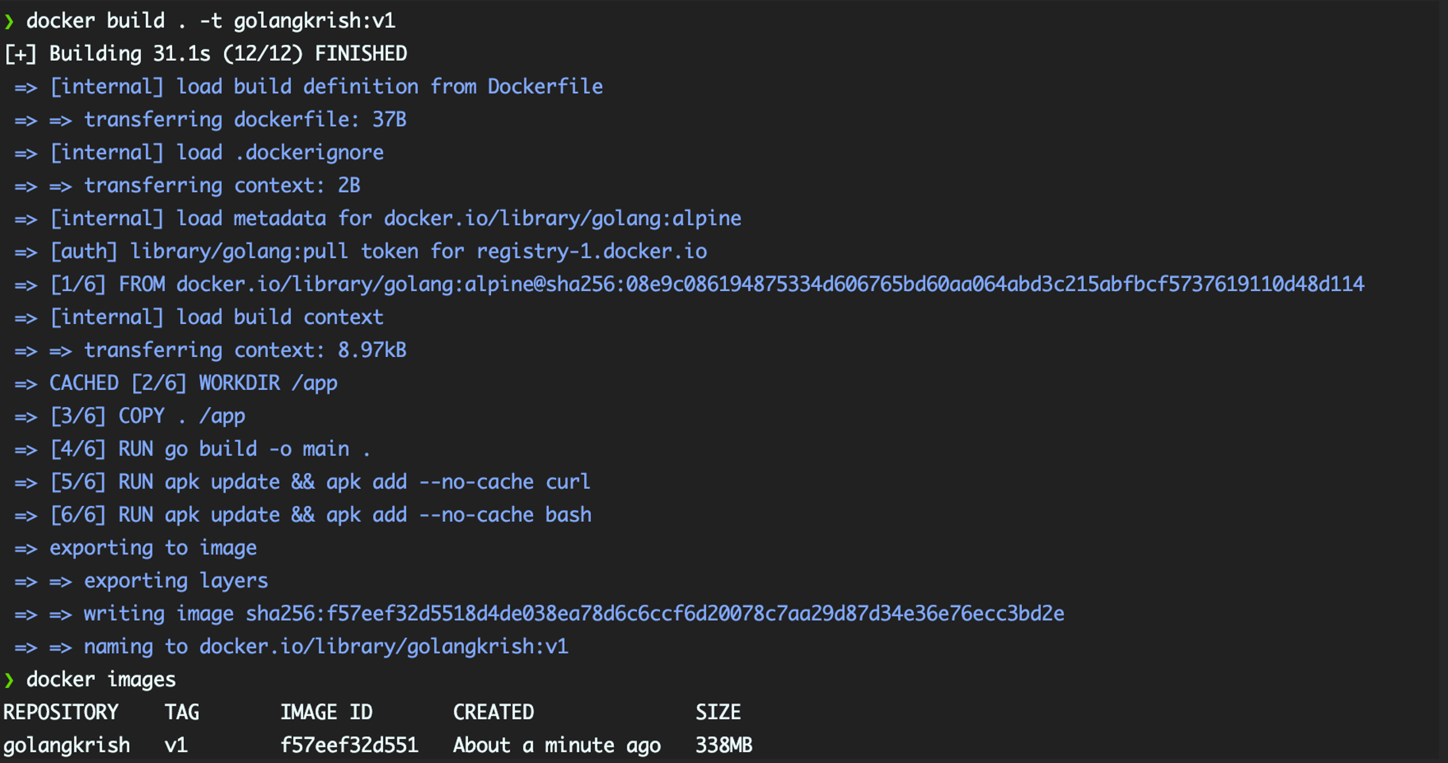 ❯ docker build . -t golangkrish:v1
[+] Building 31.1s (12/12) FINISHED
 => [internal] load build definition from Dockerfile
 => => transferring dockerfile: 37B
 => [internal] load .dockerignore
 => => transferring context: 2B
 => [internal] load metadata for docker.io/library/golang:alpine
 => [auth] library/golang:pull token for registry-1.docker.io
 => [1/6] FROM docker.io/library/golang:alpine@sha256:08e9c086194875334d606765bd60aa064abd3c215abfbcf5737619110d48d114
 => [internal] load build context
 => => transferring context: 8.97kB
 => CACHED [2/6] WORKDIR /app
 => [3/6] COPY . /app
 => [4/6] RUN go build -o main .
 => [5/6] RUN apk update && apk add --no-cache curl
 => [6/6] RUN apk update && apk add --no-cache bash
 => exporting to image
 => => exporting layers
 => => writing image sha256:f57eef32d5518d4de038ea78d6c6ccf6d20078c7aa29d87d34e36e76ecc3bd2e
 => => naming to docker.io/library/golangkrish:v1
❯ docker images
REPOSITORY    TAG       IMAGE ID       CREATED              SIZE
golangkrish   v1        f57eef32d551   About a minute ago   338MB